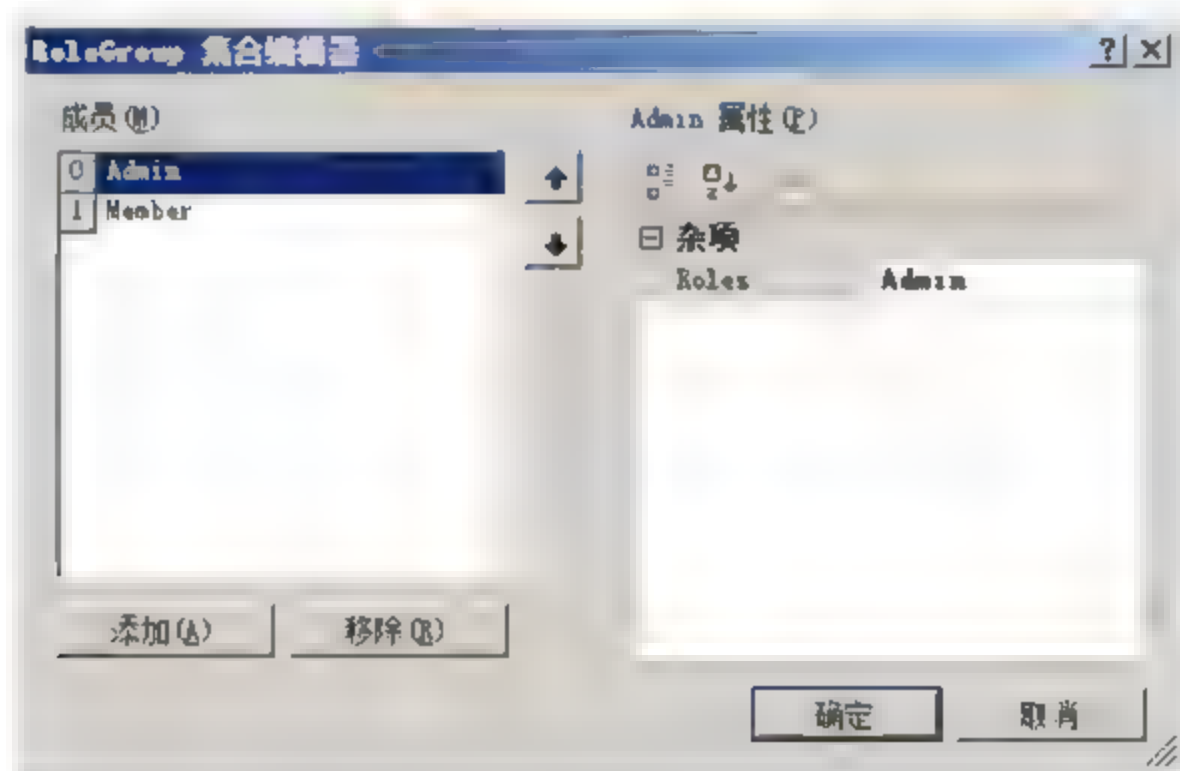 RoleGroup 集合编辑器
成员(M)
0 Admin
1 Member
添加(A)
移除(R)
Admin 属性(P)
杂项
Roles Admin
确定
取消